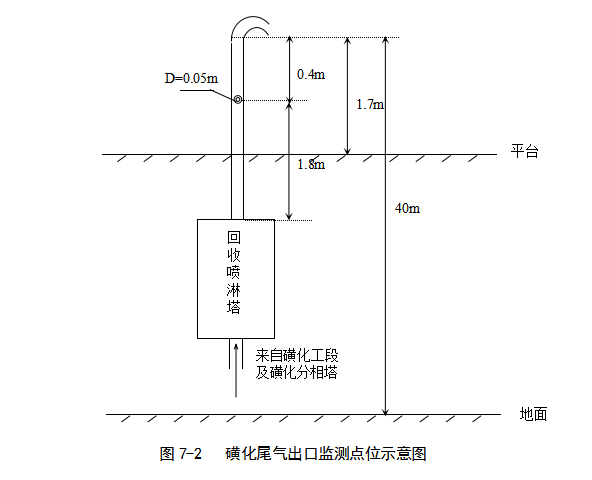 D=0.05m
0.4m
1.7m
平台
1.8m
40m
回收喷淋塔
来自磺化工段
及磺化分相塔
地面
图 7-2 磺化尾气出口监测点位示意图